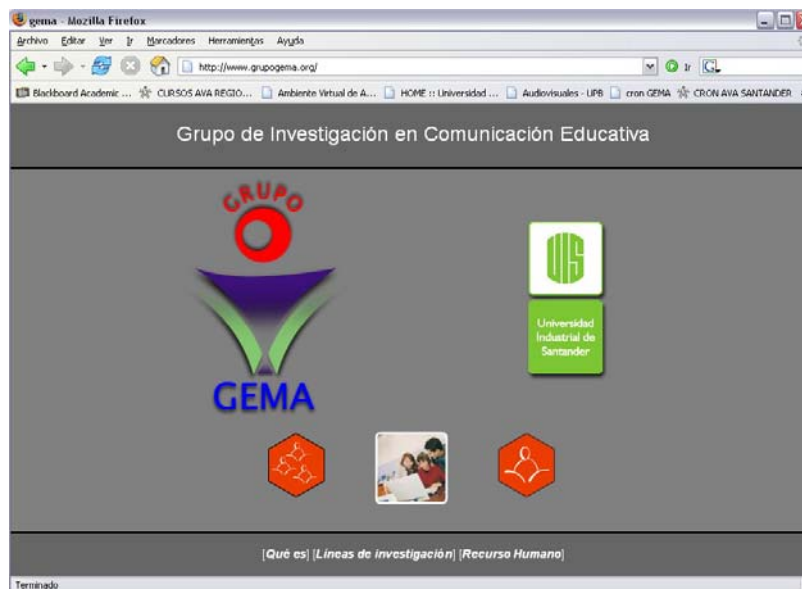 gema - Mozilla Firefox
Archivo Editar Ver Ir Marcadores Herramientas Ayuda
http://www.grupogema.org/ Ir G
Blackboard Academic ... CURSOS AVA REGIO... Ambiente Virtual de A... HOME :: Universidad ... Audiovisuales - UPB cron GEMA CRON AVA SANTANDER
Grupo de Investigación en Comunicación Educativa
GRUPO
GEMA
UIS
Universidad
Industrial de
Santander
[Qué es] [Líneas de investigación] [Recurso Humano]
Terminado